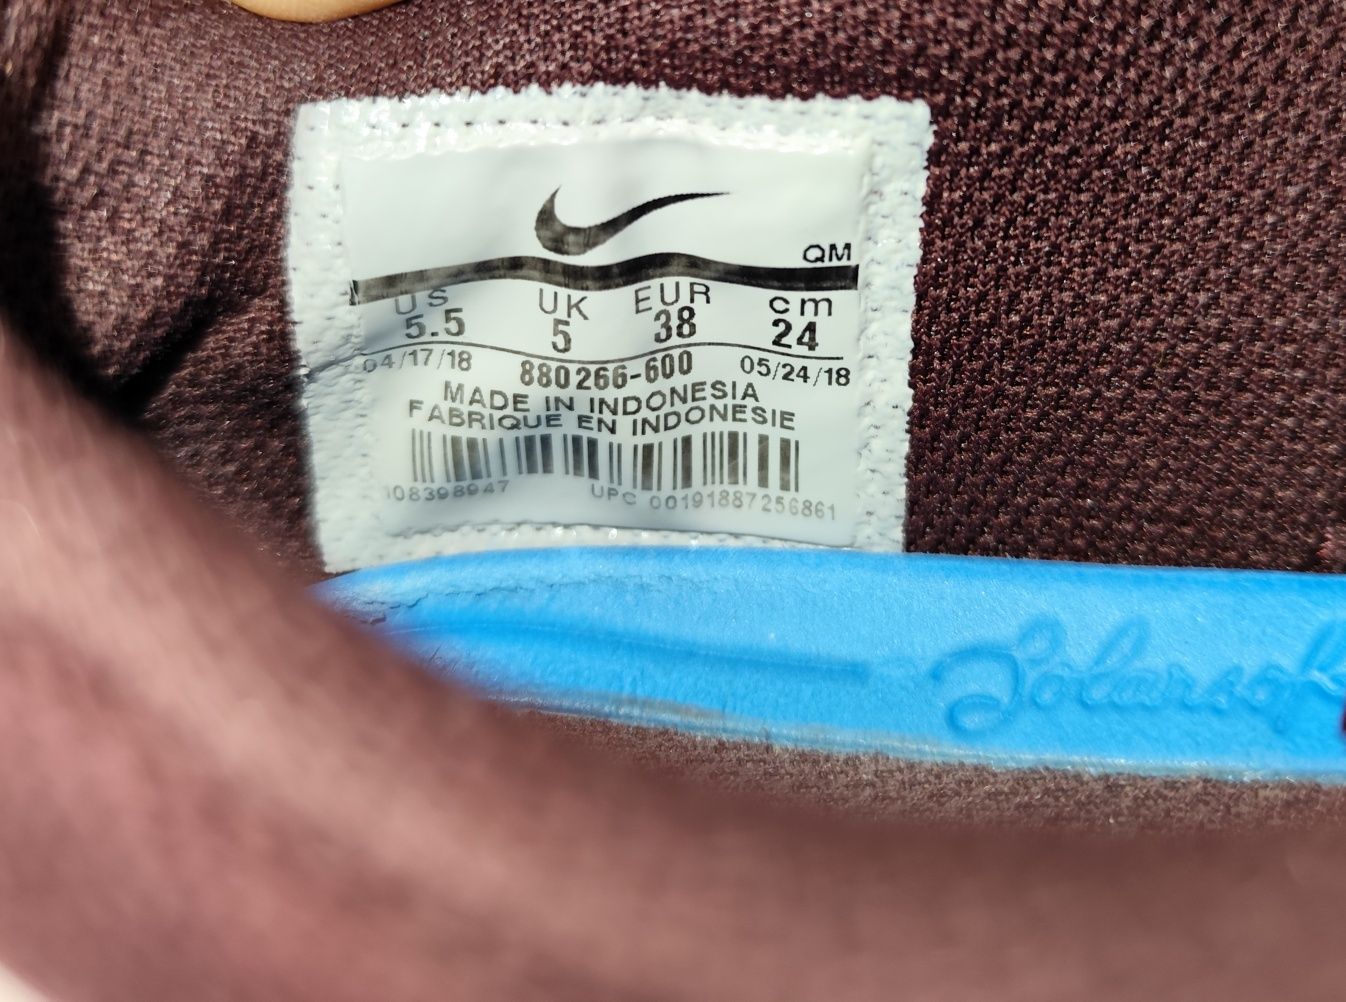 QM
US UK EUR cm
5.5 5 38 24
04/17/18 880266-600 05/24/18
MADE IN INDONESIA
FABRIQUE EN INDONESIE
108398947 UPC 00191887256861
Solarsoft